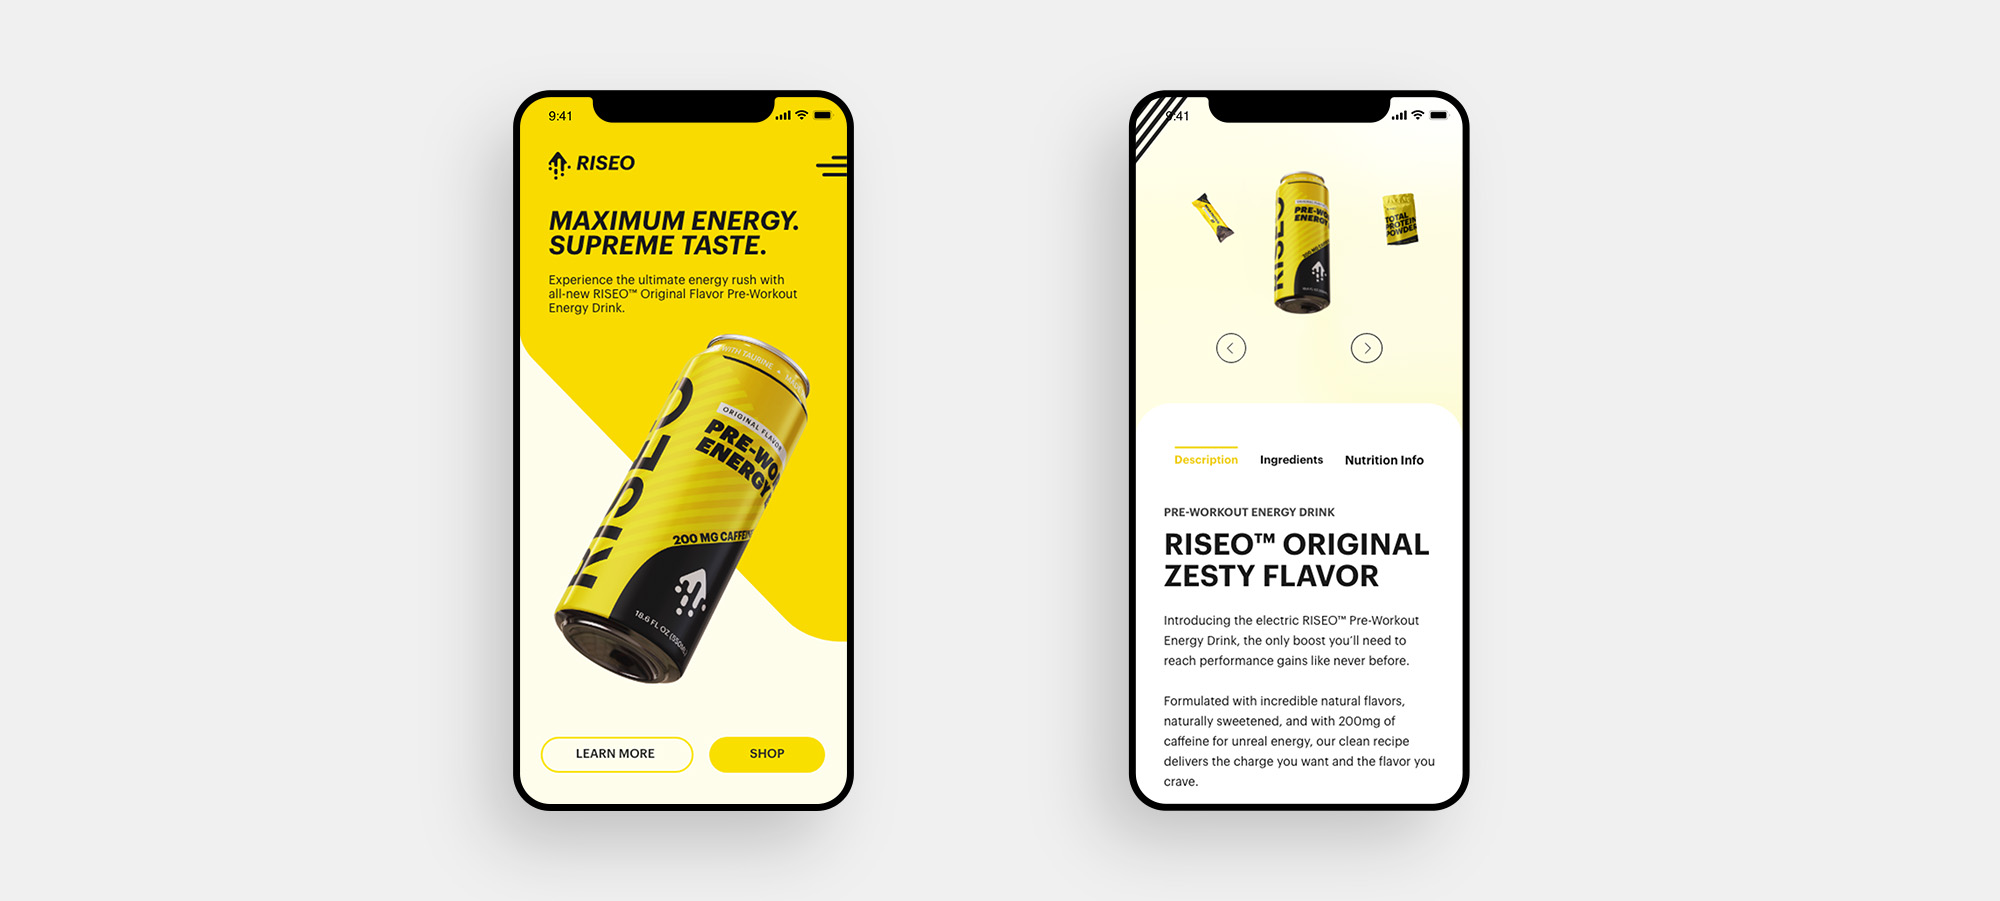 9:41
RISEO
MAXIMUM ENERGY.
SUPREME TASTE.
Experience the ultimate energy rush with
all-new RISEO™ Original Flavor Pre-Workout
Energy Drink.
WITH TAURINE
ORIGINAL FLAVOR
PRE-WO
ENERGY
RISEO
200 MG CAFFEIN
18.6 FL OZ (550ML)
LEARN MORE
SHOP
9:41
RISEO
PRE-WO
ENERGY
TOTAL
PROTEIN
POWDER
Description
Ingredients
Nutrition Info
PRE-WORKOUT ENERGY DRINK
RISEO™ ORIGINAL
ZESTY FLAVOR
Introducing the electric RISEO™ Pre-Workout
Energy Drink, the only boost you'll need to
reach performance gains like never before.
Formulated with incredible natural flavors,
naturally sweetened, and with 200mg of
caffeine for unreal energy, our clean recipe
delivers the charge you want and the flavor you
crave.